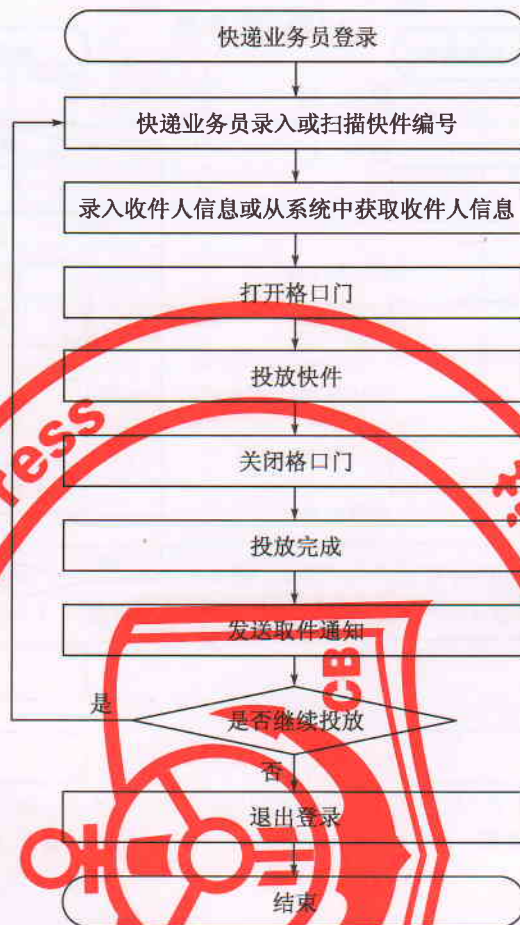 快递业务员登录
快递业务员录入或扫描快件编号
录入收件人信息或从系统中获取收件人信息
打开格口门
投放快件
ress
关闭格口门
投放完成
发送取件通知
CB
是
是否继续投放
否
退出登录
结束